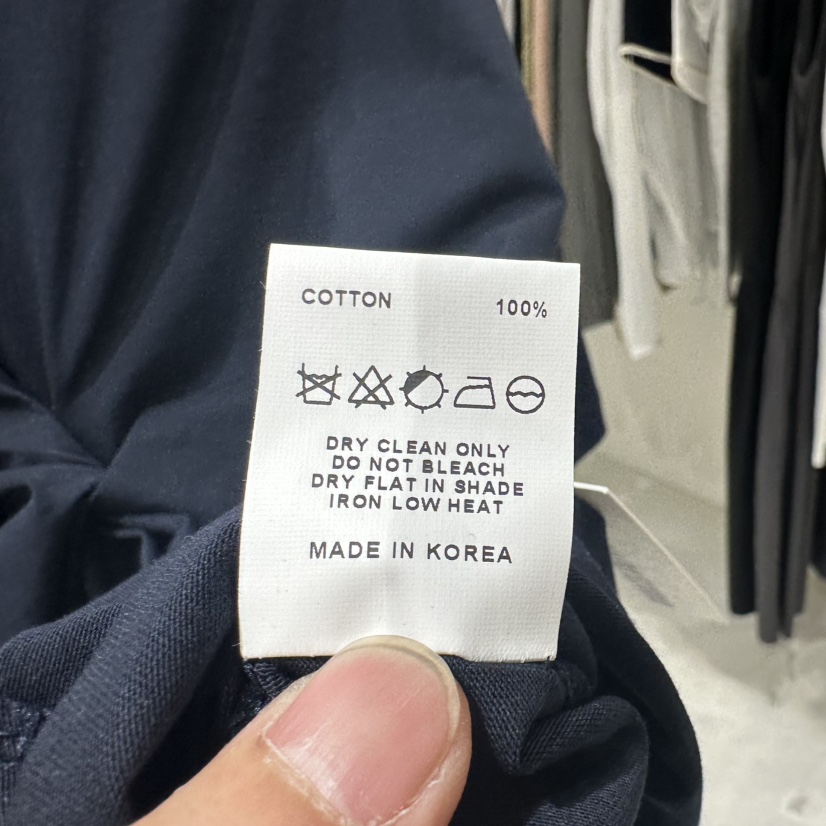 COTTON 100%
DRY CLEAN ONLY
DO NOT BLEACH
DRY FLAT IN SHADE
IRON LOW HEAT
MADE IN KOREA